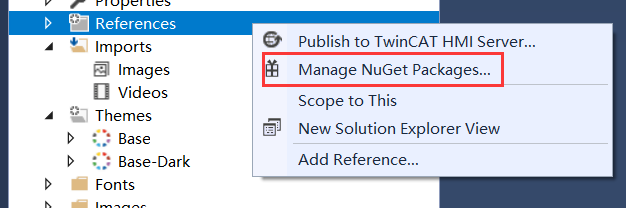 Properties
References
Imports
Images
Videos
Themes
Base
Base-Dark
Fonts
Images
Publish to TwinCAT HMI Server...
Manage NuGet Packages...
Scope to This
New Solution Explorer View
Add Reference...